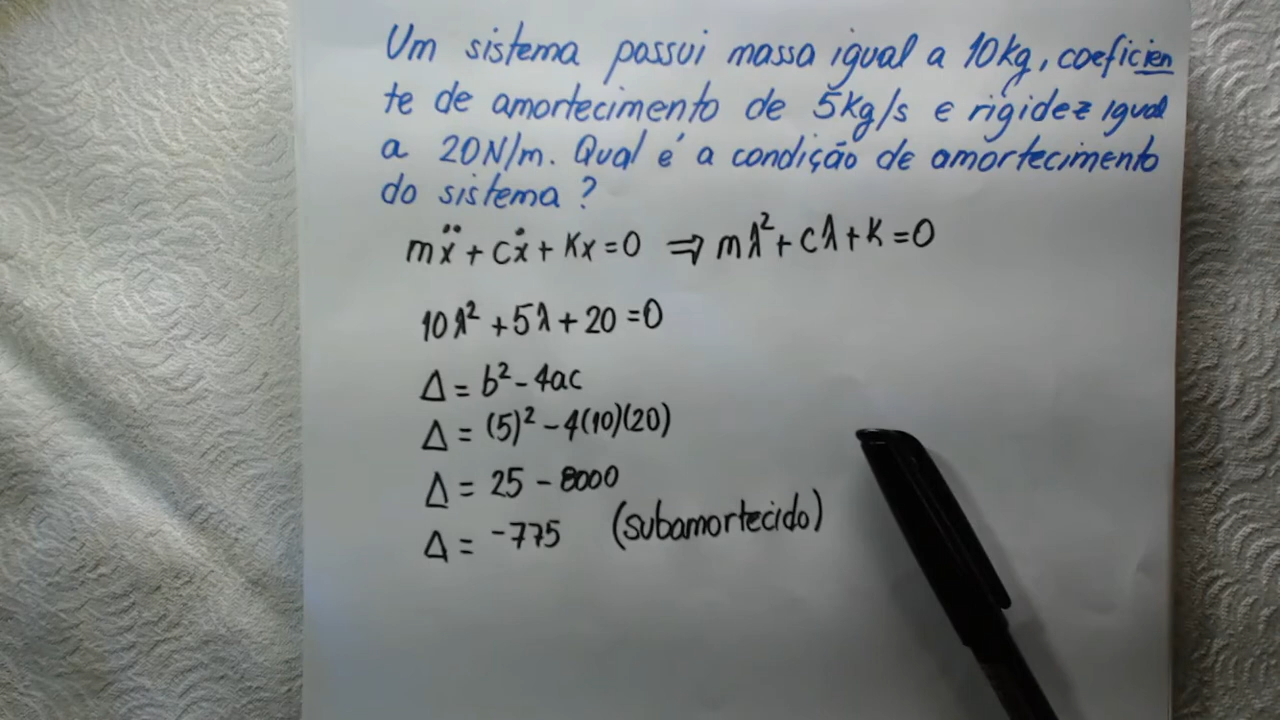 Um sistema possui massa igual a 10kg, coeficien
te de amortecimento de 5kg/s e rigidez igual
a 20N/m. Qual é a condição de amortecimento
do sistema?
mẍ + cẋ + Kx = 0 ⇒ mλ² + cλ + K = 0
10λ² + 5λ + 20 = 0
Δ = b² - 4ac
Δ = (5)² - 4(10)(20)
Δ = 25 - 8000
Δ = -775 (subamortecido)